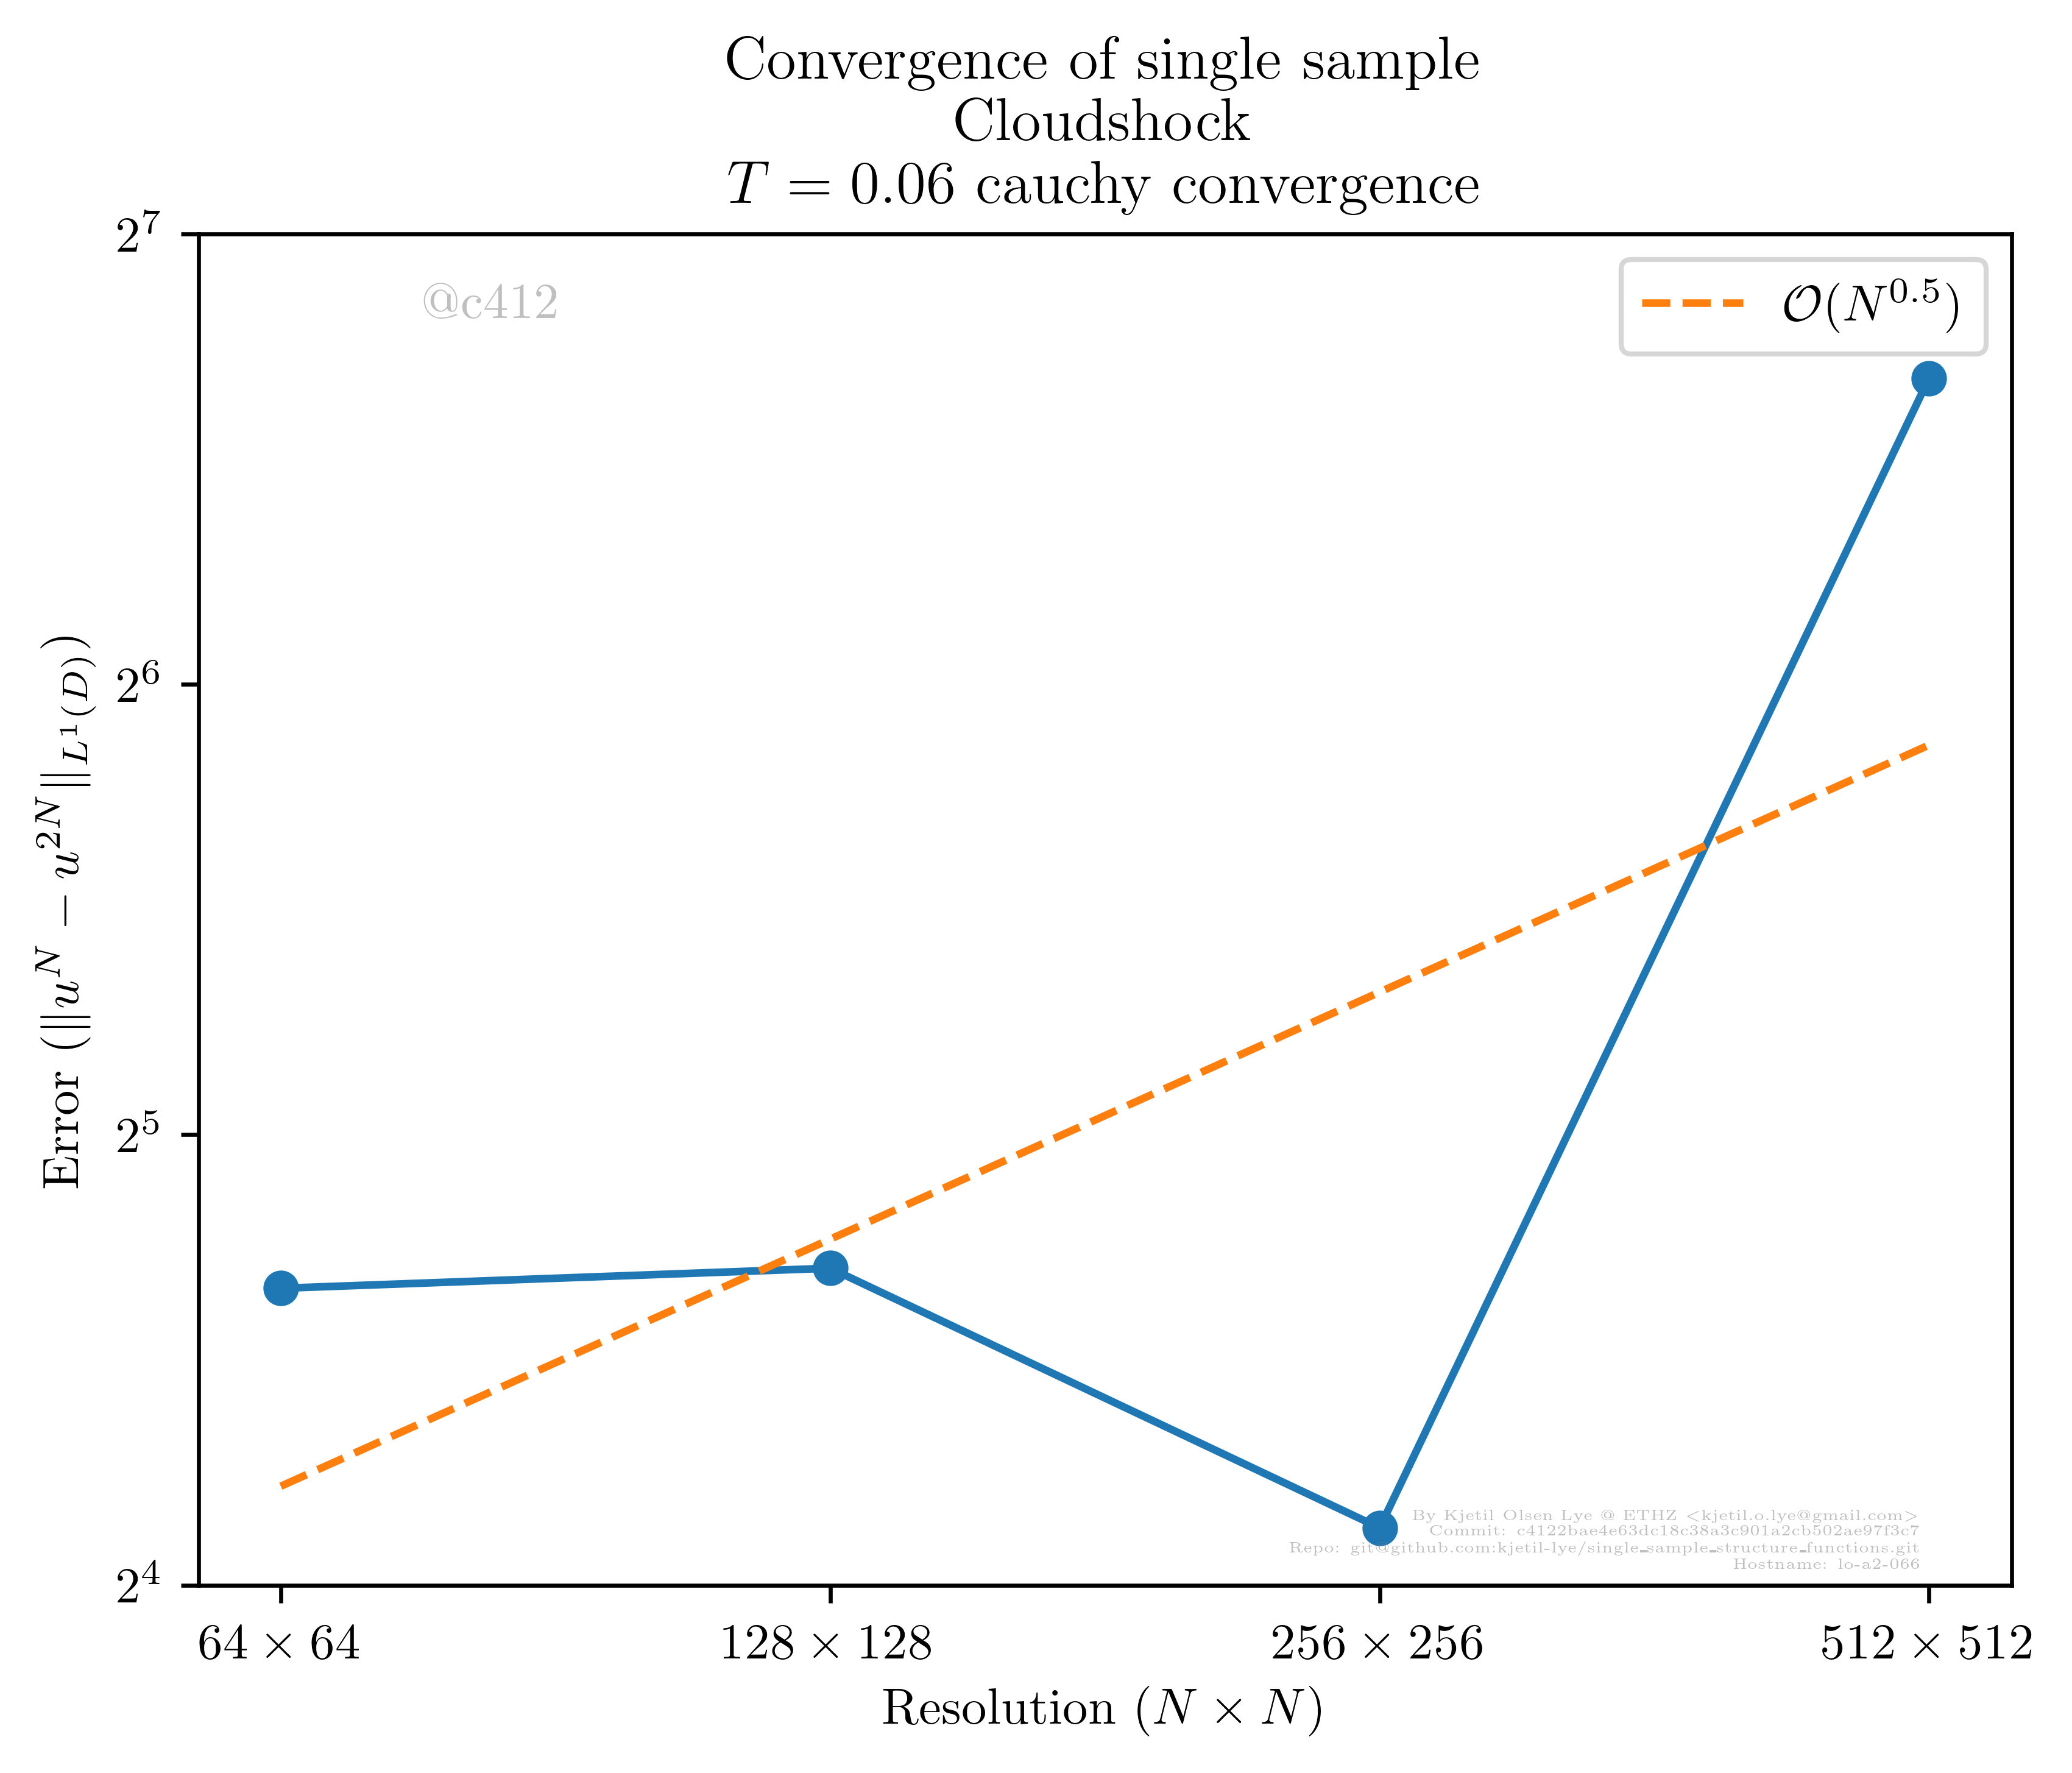 Convergence of single sample
Cloudshock
T = 0.06 cauchy convergence
2^7
2^6
2^5
2^4
Error (||u^N − u^{2N}||_{L^1(D)})
@c412
O(N^{0.5})
By Kjetil Olsen Lye @ ETHZ <kjetil.o.lye@gmail.com>
Commit: c4122bae4e63dc18c38a3c901a2cb502ae97f3c7
Repo: git@github.com:kjetil-lye/single_sample_structure_functions.git
Hostname: lo-a2-066
64 × 64 128 × 128 256 × 256 512 × 512
Resolution (N × N)